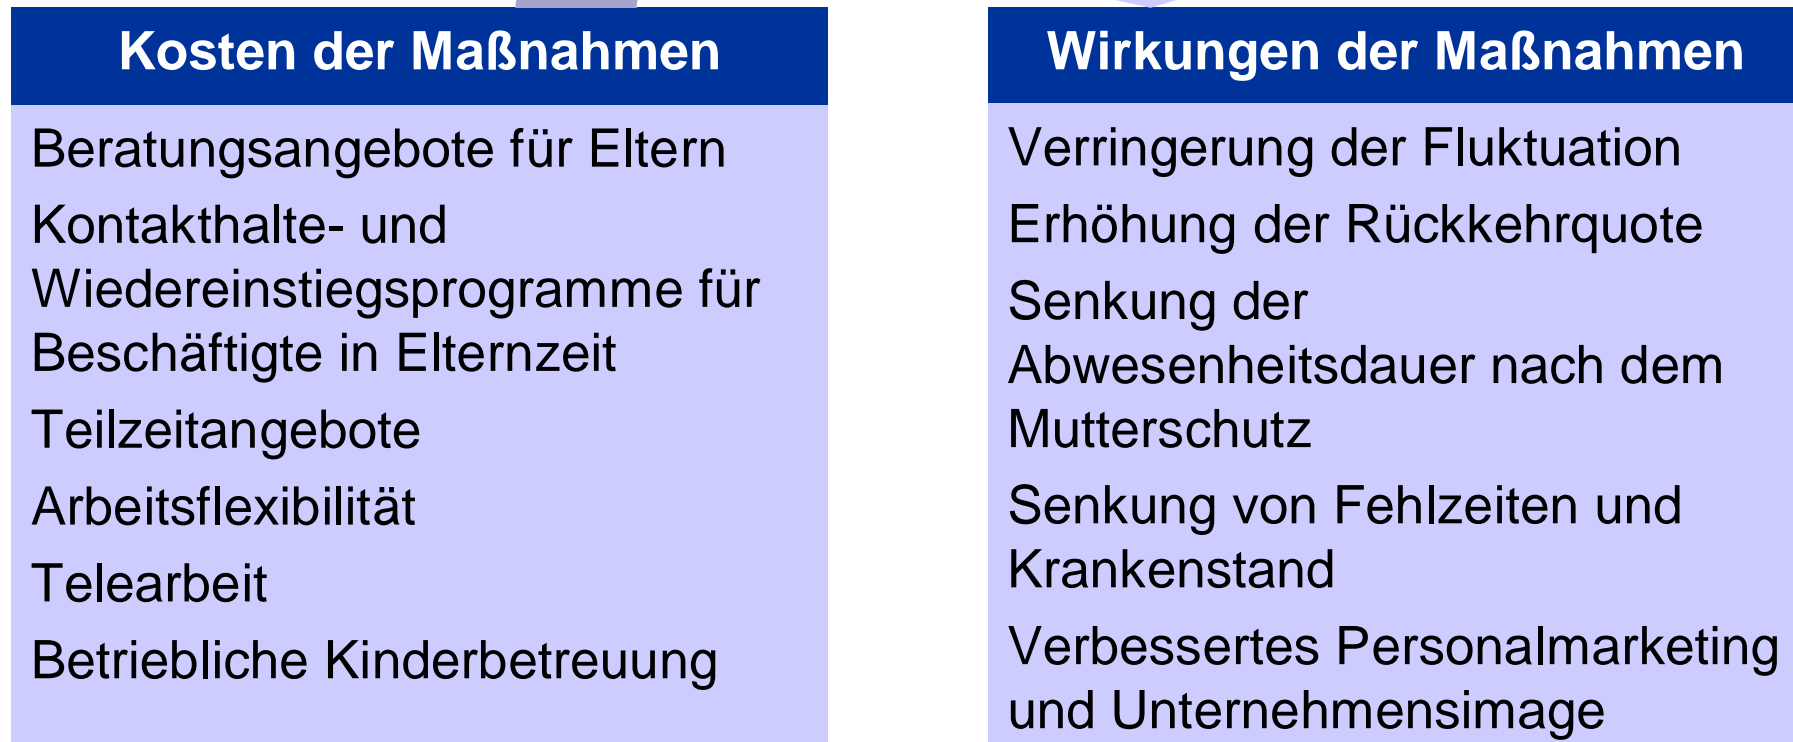 Kosten der Maßnahmen
Beratungsangebote für Eltern
Kontakthalte- und
Wiedereinstiegsprogramme für
Beschäftigte in Elternzeit
Teilzeitangebote
Arbeitsflexibilität
Telearbeit
Betriebliche Kinderbetreuung
Wirkungen der Maßnahmen
Verringerung der Fluktuation
Erhöhung der Rückkehrquote
Senkung der
Abwesenheitsdauer nach dem
Mutterschutz
Senkung von Fehlzeiten und
Krankenstand
Verbessertes Personalmarketing
und Unternehmensimage